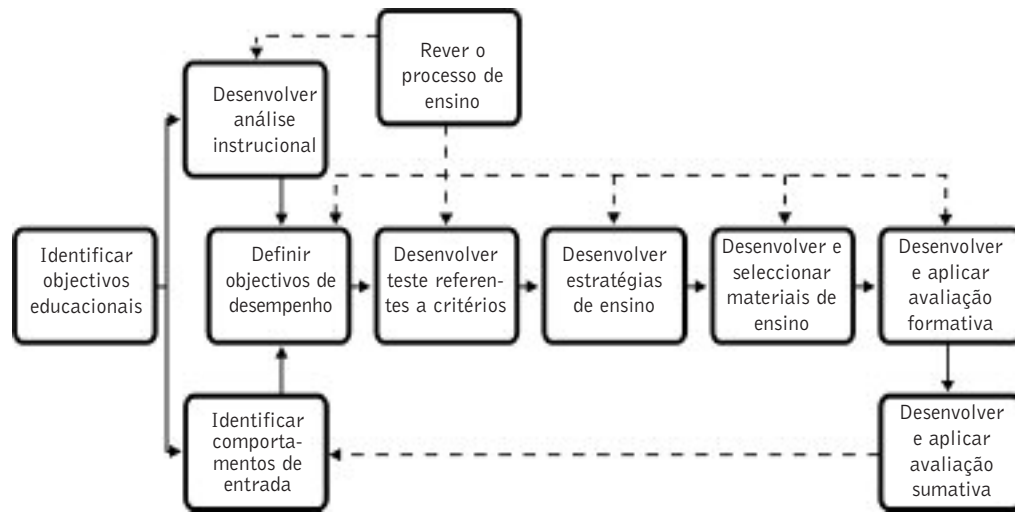 Rever o
processo de
ensino
Desenvolver
análise
instrucional
Identificar
objectivos
educacionais
Definir
objectivos de
desempenho
Desenvolver
teste referen-
tes a critérios
Desenvolver
estratégias
de ensino
Desenvolver e
seleccionar
materiais de
ensino
Desenvolver
e aplicar
avaliação
formativa
Identificar
comporta-
mentos de
entrada
Desenvolver
e aplicar
avaliação
sumativa